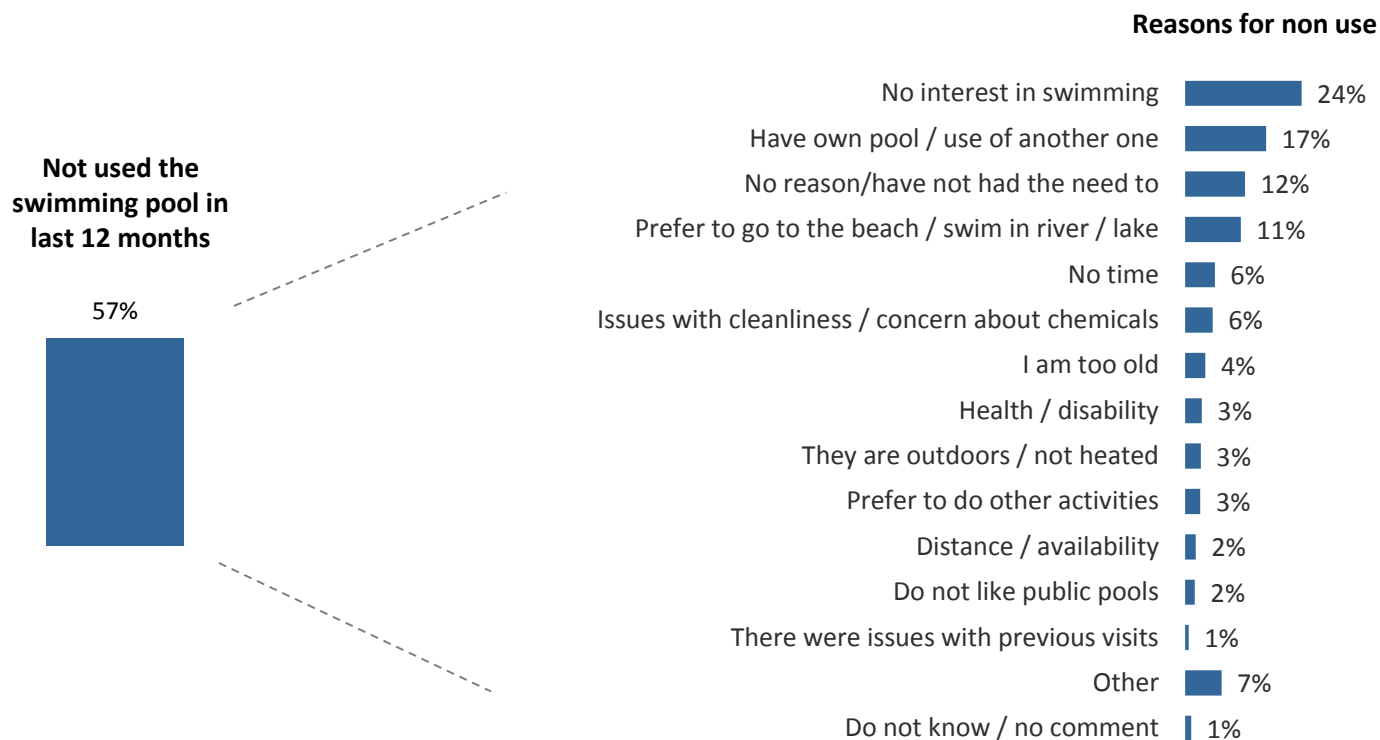 Reasons for non use
Not used the
swimming pool in
last 12 months
57%
No interest in swimming 24%
Have own pool / use of another one 17%
No reason/have not had the need to 12%
Prefer to go to the beach / swim in river / lake 11%
No time 6%
Issues with cleanliness / concern about chemicals 6%
I am too old 4%
Health / disability 3%
They are outdoors / not heated 3%
Prefer to do other activities 3%
Distance / availability 2%
Do not like public pools 2%
There were issues with previous visits 1%
Other 7%
Do not know / no comment 1%